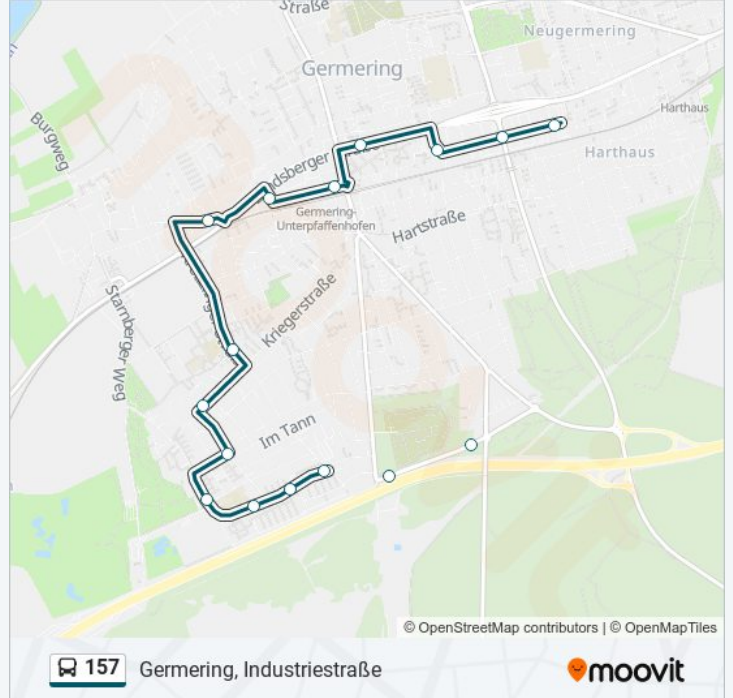 Straße
Neugermering
Germering
Burgweg
Harthaus
Harthaus
ndsberger
Germering-
Unterpfaffenhofen
Hartstraße
Kriegerstraße
Starnberger Weg
Im Tann
© OpenStreetMap contributors | © OpenMapTiles
157 Germering, Industriestraße
moovit